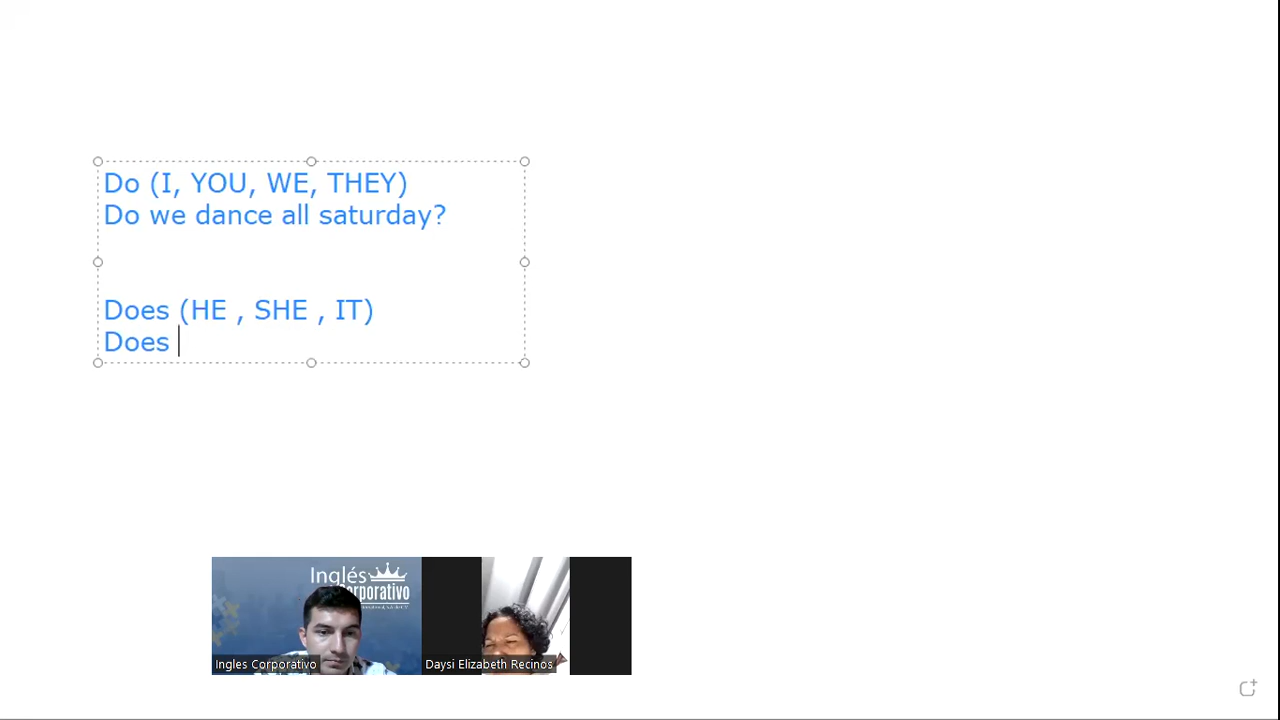 Do (I, YOU, WE, THEY)
Do we dance all saturday?
Does (HE , SHE , IT)
Does
Inglés
Corporativo
Ingles Corporativo
Daysi Elizabeth Recinos